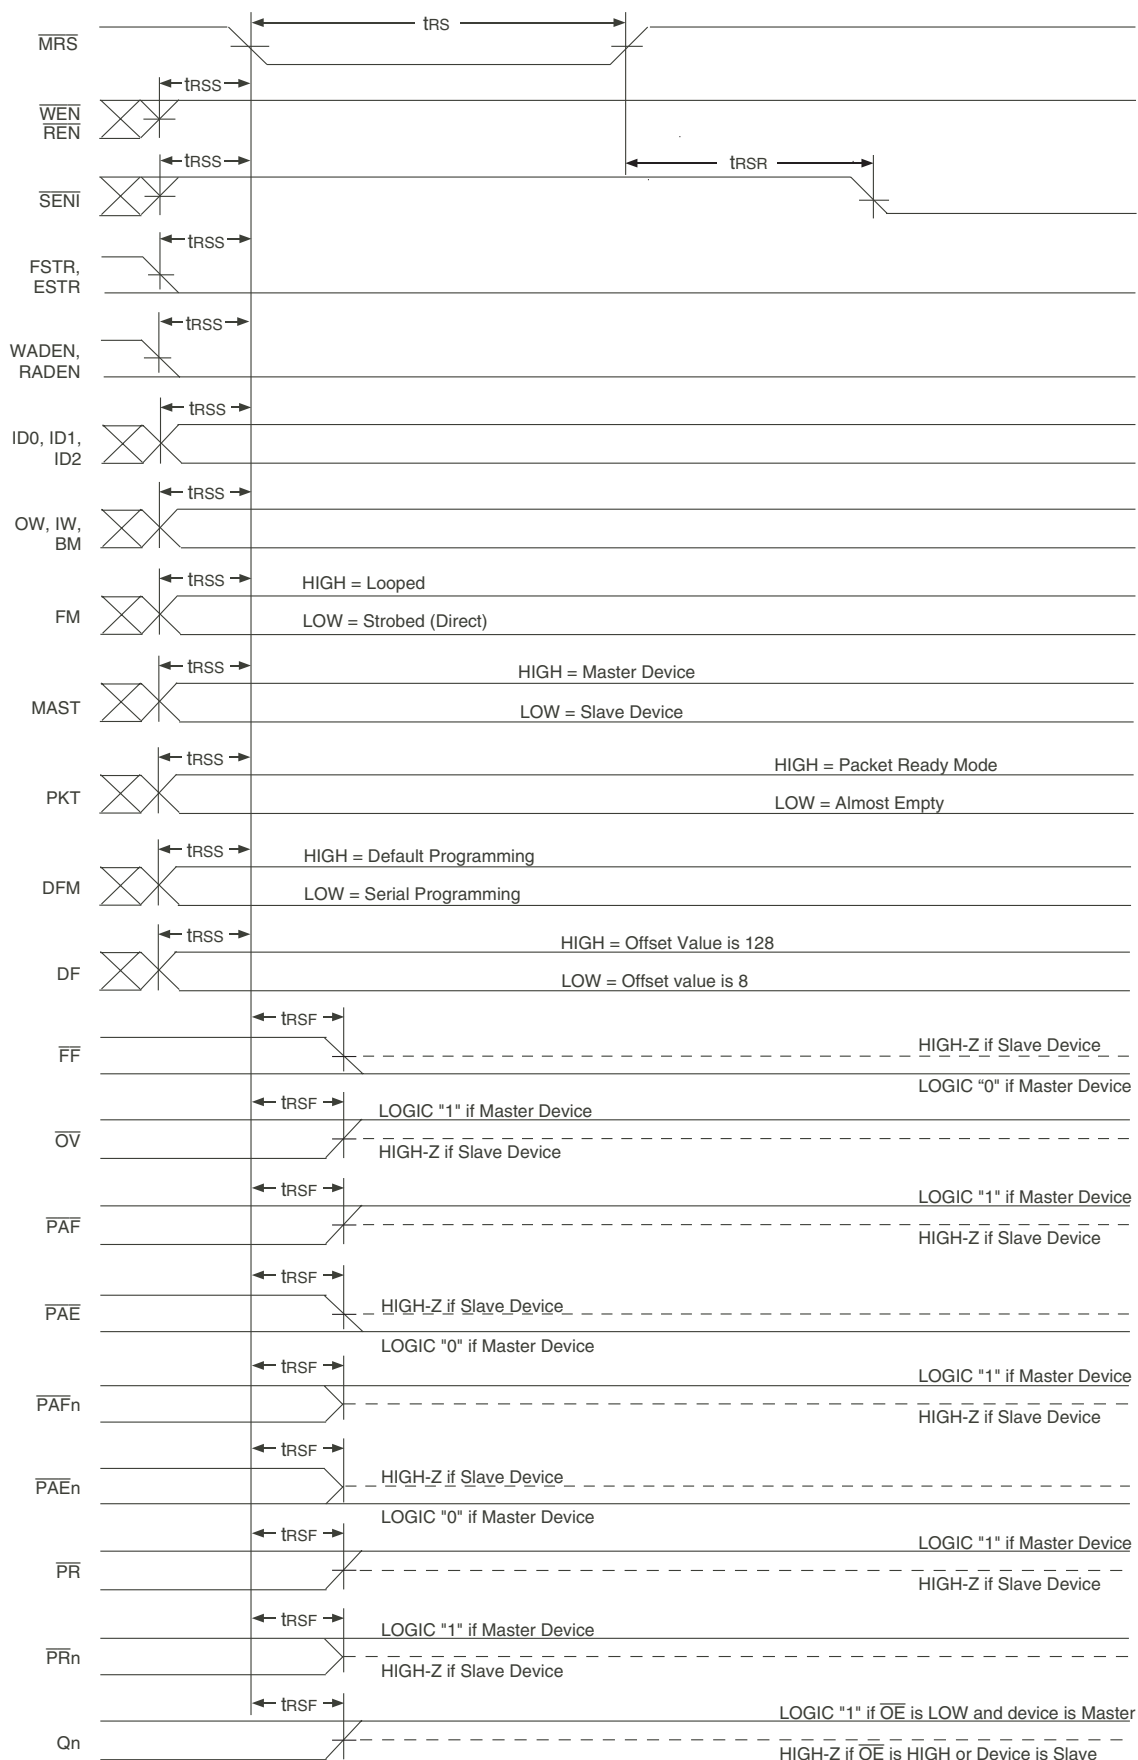 tRS
MRS
tRSS
WEN
REN
tRSS
tRSR
SENI
tRSS
FSTR,
ESTR
tRSS
WADEN,
RADEN
tRSS
ID0, ID1,
ID2
tRSS
OW, IW,
BM
tRSS
HIGH = Looped
FM
LOW = Strobed (Direct)
tRSS
HIGH = Master Device
MAST
LOW = Slave Device
tRSS
HIGH = Packet Ready Mode
PKT
LOW = Almost Empty
tRSS
HIGH = Default Programming
DFM
LOW = Serial Programming
tRSS
HIGH = Offset Value is 128
DF
LOW = Offset value is 8
tRSF
FF
HIGH-Z if Slave Device
LOGIC “0" if Master Device
tRSF
LOGIC "1" if Master Device
OV
HIGH-Z if Slave Device
tRSF
LOGIC "1" if Master Device
PAF
HIGH-Z if Slave Device
tRSF
PAE
HIGH-Z if Slave Device
LOGIC "0" if Master Device
tRSF
LOGIC "1" if Master Device
PAFn
HIGH-Z if Slave Device
tRSF
HIGH-Z if Slave Device
PAEn
LOGIC "0" if Master Device
tRSF
LOGIC "1" if Master Device
PR
HIGH-Z if Slave Device
tRSF
LOGIC "1" if Master Device
PRn
HIGH-Z if Slave Device
tRSF
LOGIC "1" if OE is LOW and device is Master
Qn
HIGH-Z if OE is HIGH or Device is Slave